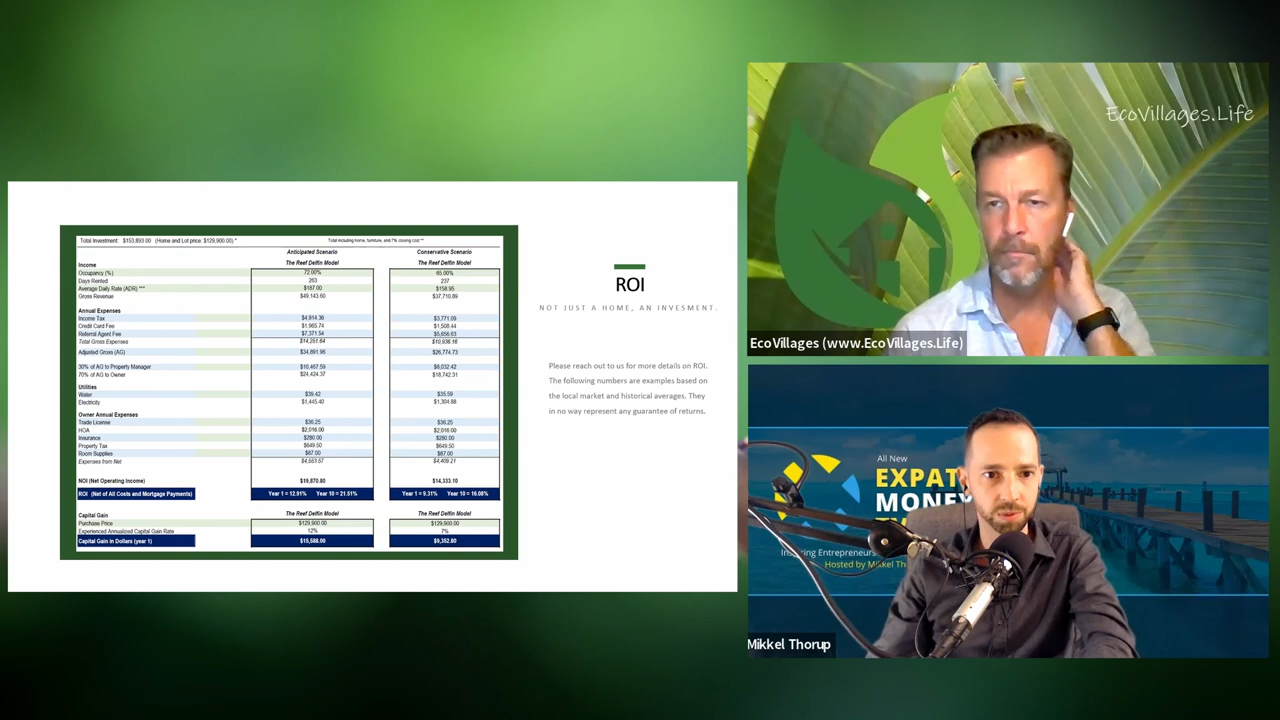 Total Investment: $153,893.00 (Home and Lot price: $129,900.00) *
Total including home, furniture, and 7% closing cost **
Anticipated Scenario Conservative Scenario
Income The Reef Delfin Model The Reef Delfin Model
Occupancy (%) 72.00% 65.00%
Days Rented 263 237
Average Daily Rate (ADR) *** $187.00 $158.95
Gross Revenue $49,143.60 $37,710.89
Annual Expenses
Income Tax $4,914.36 $3,771.09
Credit Card Fee $1,965.74 $1,508.44
Referral Agent Fee $7,371.54 $5,656.63
Total Gross Expenses $14,251.64 $10,936.16
Adjusted Gross (AG) $34,891.96 $26,774.73
30% of AG to Property Manager $10,467.59 $8,032.42
70% of AG to Owner $24,424.37 $18,742.31
Utilities
Water $39.42 $35.59
Electricity $1,445.40 $1,304.88
Owner Annual Expenses
Trade License $36.25 $36.25
HOA $2,016.00 $2,016.00
Insurance $280.00 $280.00
Property Tax $649.50 $649.50
Room Supplies $87.00 $87.00
Expenses from Net $4,553.57 $4,409.21
NOI (Net Operating Income) $19,870.80 $14,333.10
ROI (Net of All Costs and Mortgage Payments) Year 1 = 12.91% Year 10 = 21.51% Year 1 = 9.31% Year 10 = 16.08%
Capital Gain The Reef Delfin Model The Reef Delfin Model
Purchase Price $129,900.00 $129,900.00
Experienced Annualized Capital Gain Rate 12% 7%
Capital Gain in Dollars (year 1) $15,588.00 $9,352.80
ROI
NOT JUST A HOME, AN INVESMENT.
Please reach out to us for more details on ROI.
The following numbers are examples based on
the local market and historical averages. They
in no way represent any guarantee of returns.
EcoVillages.Life
EcoVillages (www.EcoVillages.Life)
All New
EXPAT
MONEY
Hosted by Mikkel Th
Mikkel Thorup